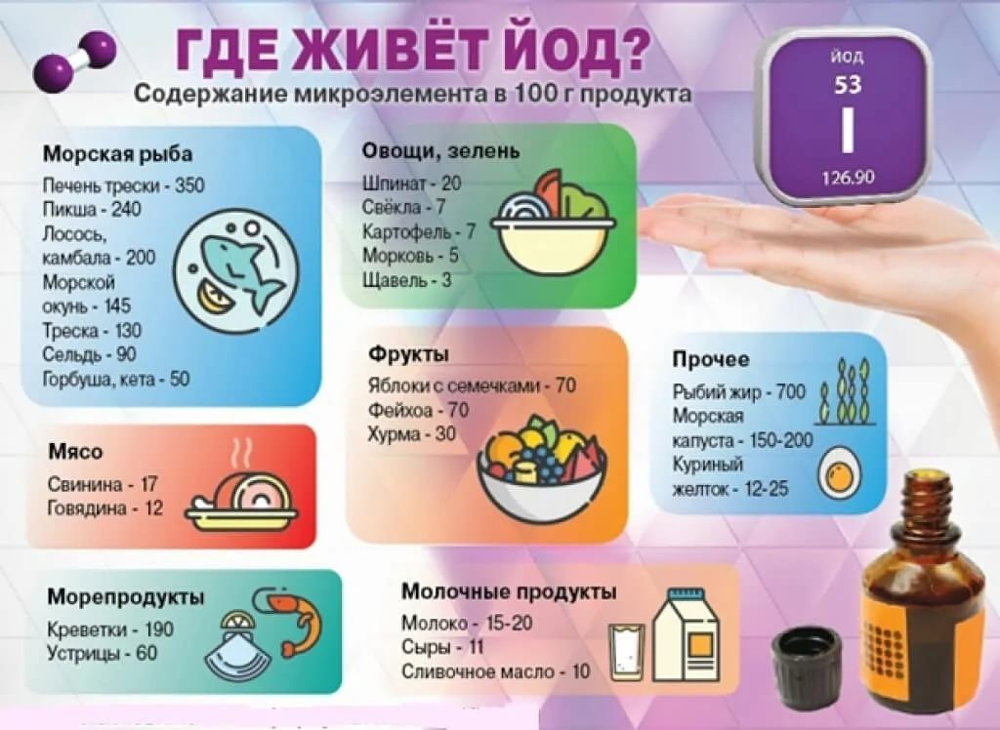 ГДЕ ЖИВЁТ ЙОД?
Содержание микроэлемента в 100 г продукта
йод
53
I
126.90
Морская рыба
Печень трески - 350
Пикша - 240
Лосось,
камбала - 200
Морской
окунь - 145
Треска - 130
Сельдь - 90
Горбуша, кета - 50
Овощи, зелень
Шпинат - 20
Свёкла - 7
Картофель - 7
Морковь - 5
Щавель - 3
Фрукты
Яблоки с семечками - 70
Фейхоа - 70
Хурма - 30
Прочее
Рыбий жир - 700
Морская
капуста - 150-200
Куриный
желток - 12-25
Мясо
Свинина - 17
Говядина - 12
Морепродукты
Креветки - 190
Устрицы - 60
Молочные продукты
Молоко - 15-20
Сыры - 11
Сливочное масло - 10